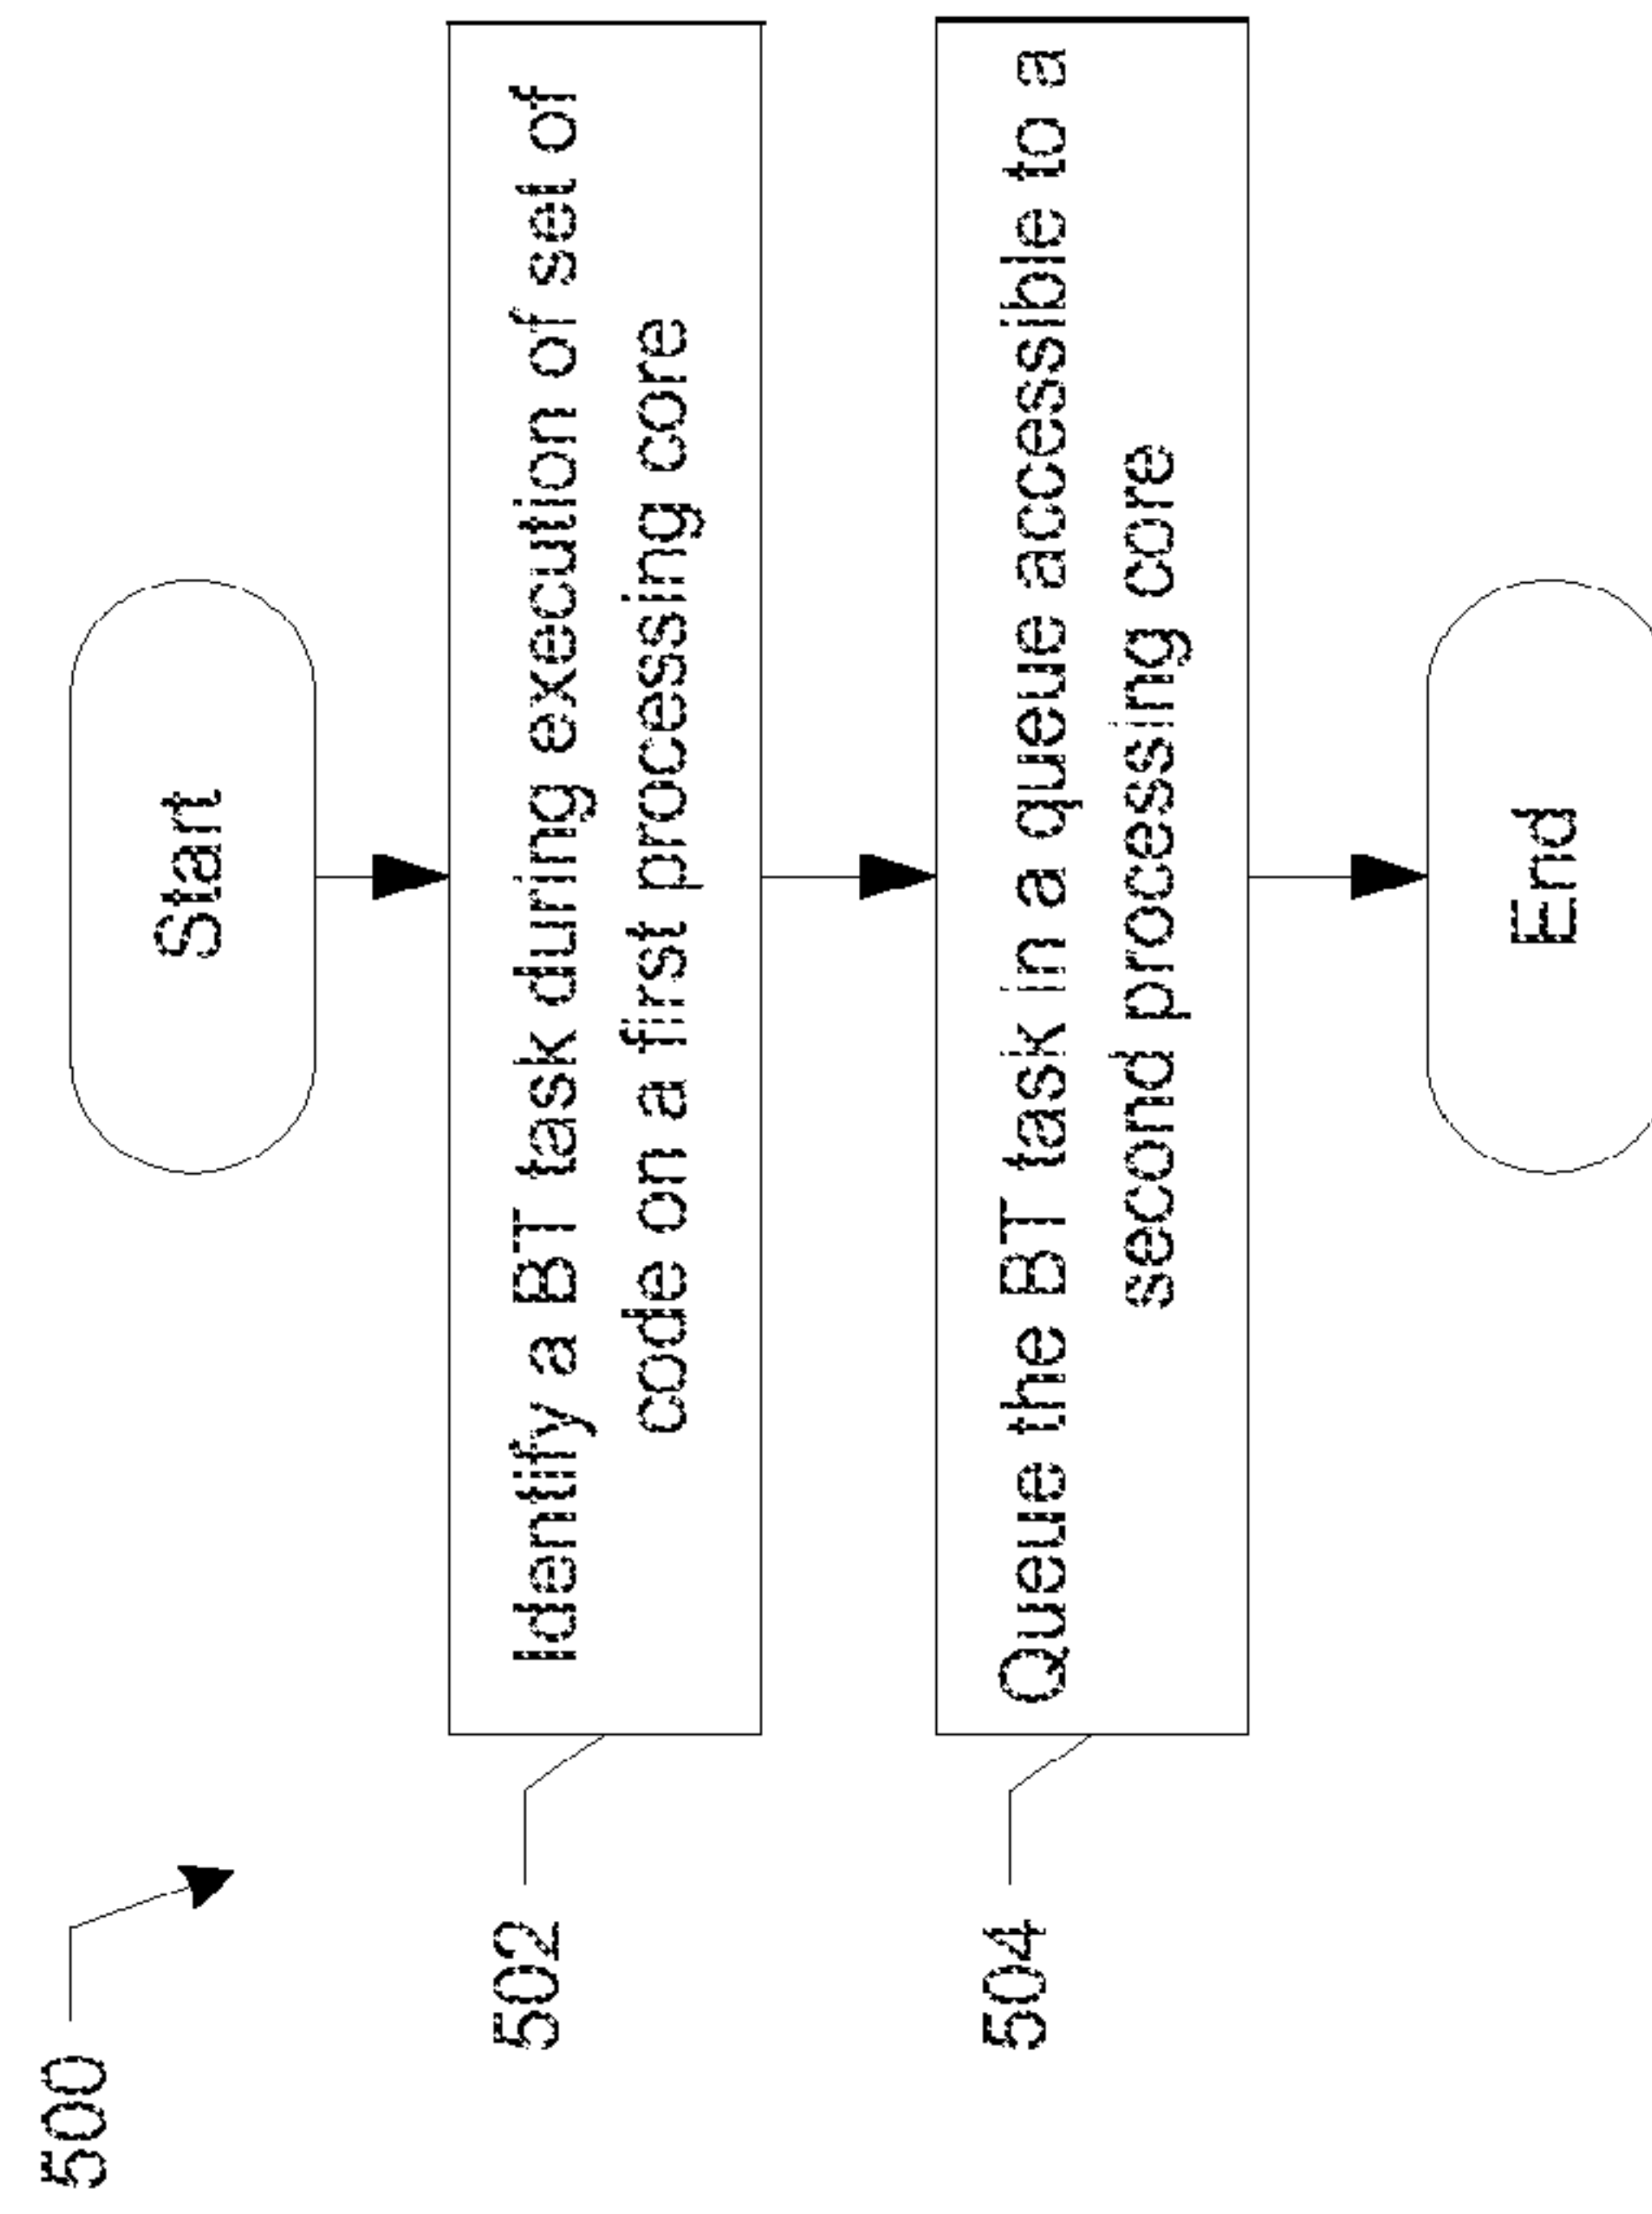 500
Start
502
Identify a BT task during execution of set of
code on a first processing core
504
Queue the BT task in a queue accessible to a
second processing core
End